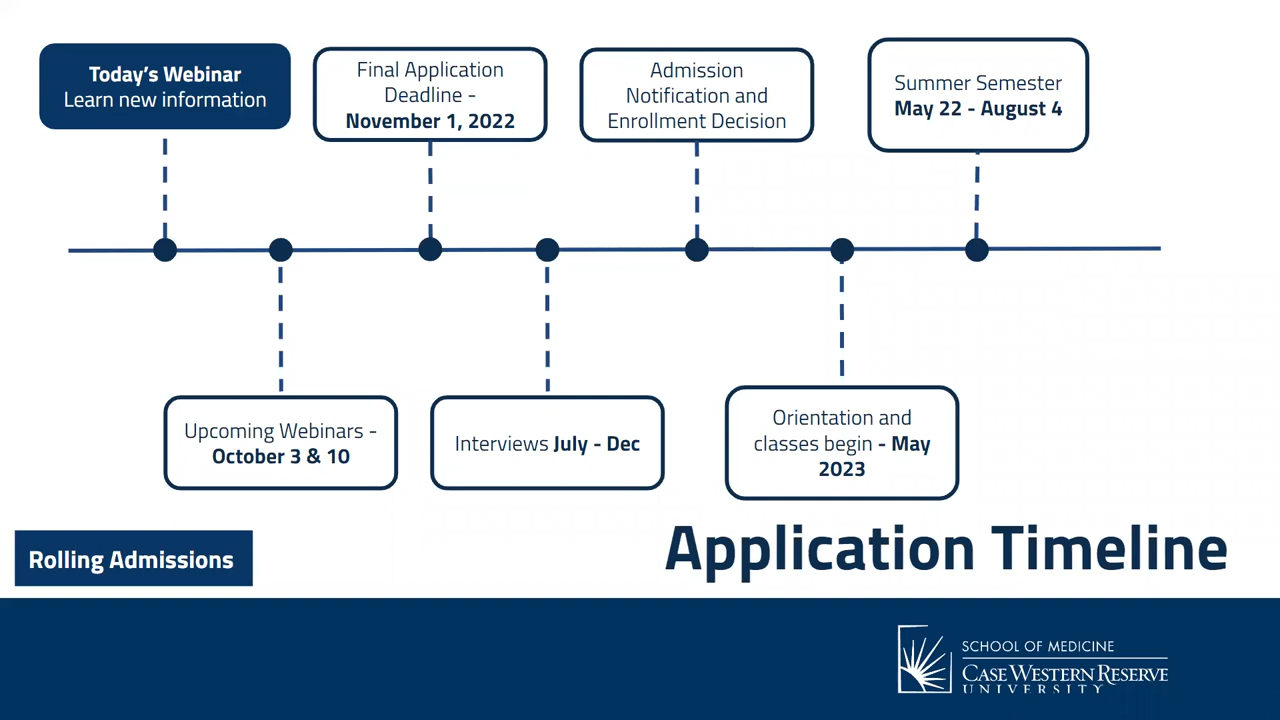 Today's Webinar
Learn new information
Final Application
Deadline -
November 1, 2022
Admission
Notification and
Enrollment Decision
Summer Semester
May 22 - August 4
Upcoming Webinars -
October 3 & 10
Interviews July - Dec
Orientation and
classes begin - May
2023
Application Timeline
Rolling Admissions
SCHOOL OF MEDICINE
CASE WESTERN RESERVE
UNIVERSITY